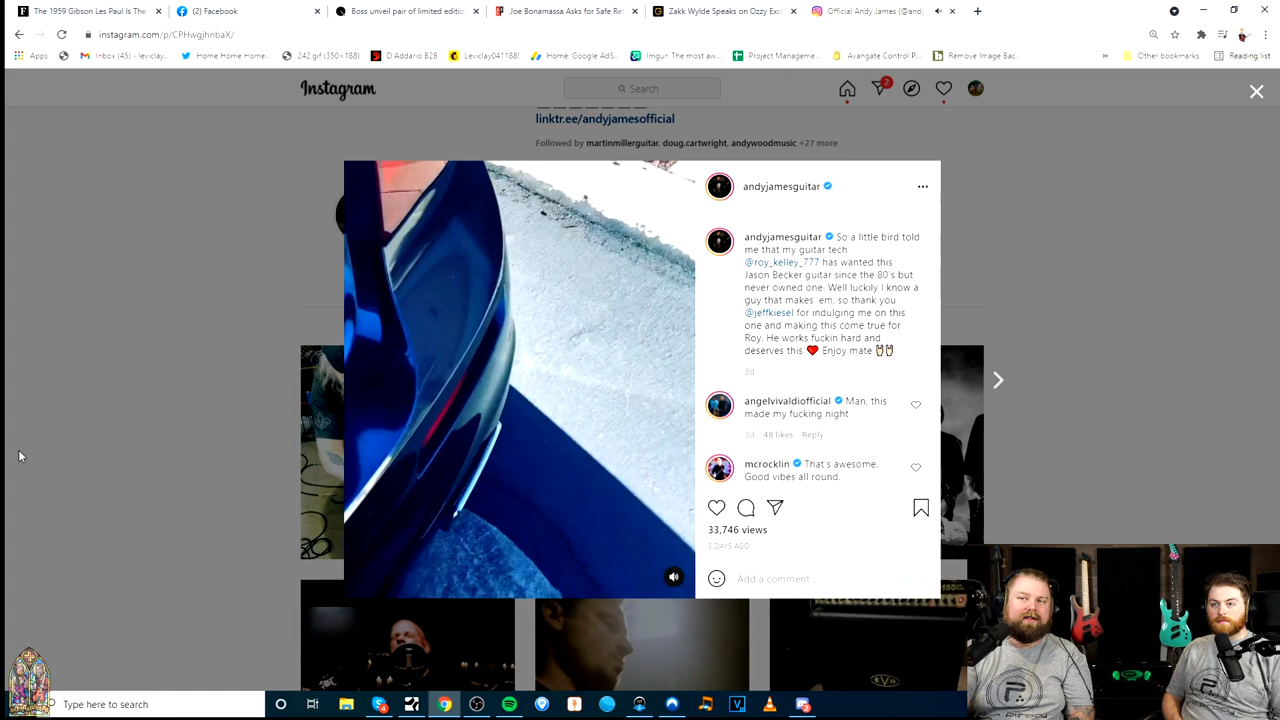 The 1959 Gibson Les Paul Is The
(2) Facebook
Boss unveil pair of limited editio
Joe Bonamassa Asks for Safe Re
Zakk Wylde Speaks on Ozzy Exc
Official Andy James (@andy
instagram.com/p/CPHwgjhnbaX/
Apps
Inbox (45) - leviclay...
Home Home Home...
242.gif (350×188)
D'Addario B2B
Leviclay041188!
Home: Google AdS...
Imgur: The most aw...
Project Manageme...
Avangate Control P...
Remove Image Bac...
Other bookmarks
Reading list
Instagram
Search
2
linktr.ee/andyjamesofficial
Followed by martinmillerguitar, doug.cartwright, andywoodmusic +27 more
andyjamesguitar
andyjamesguitar So a little bird told
me that my guitar tech
@roy_kelley_777 has wanted this
Jason Becker guitar since the 80's but
never owned one. Well luckily I know a
guy that makes 'em, so thank you
@jeffkiesel for indulging me on this
one and making this come true for
Roy. He works fuckin hard and
deserves this ❤️ Enjoy mate 🤘🤘
3d
angelvivaldiofficial Man, this
made my fucking night
3d 48 likes Reply
mcrocklin That's awesome.
Good vibes all round.
33,746 views
3 DAYS AGO
Add a comment...
EVH
Type here to search